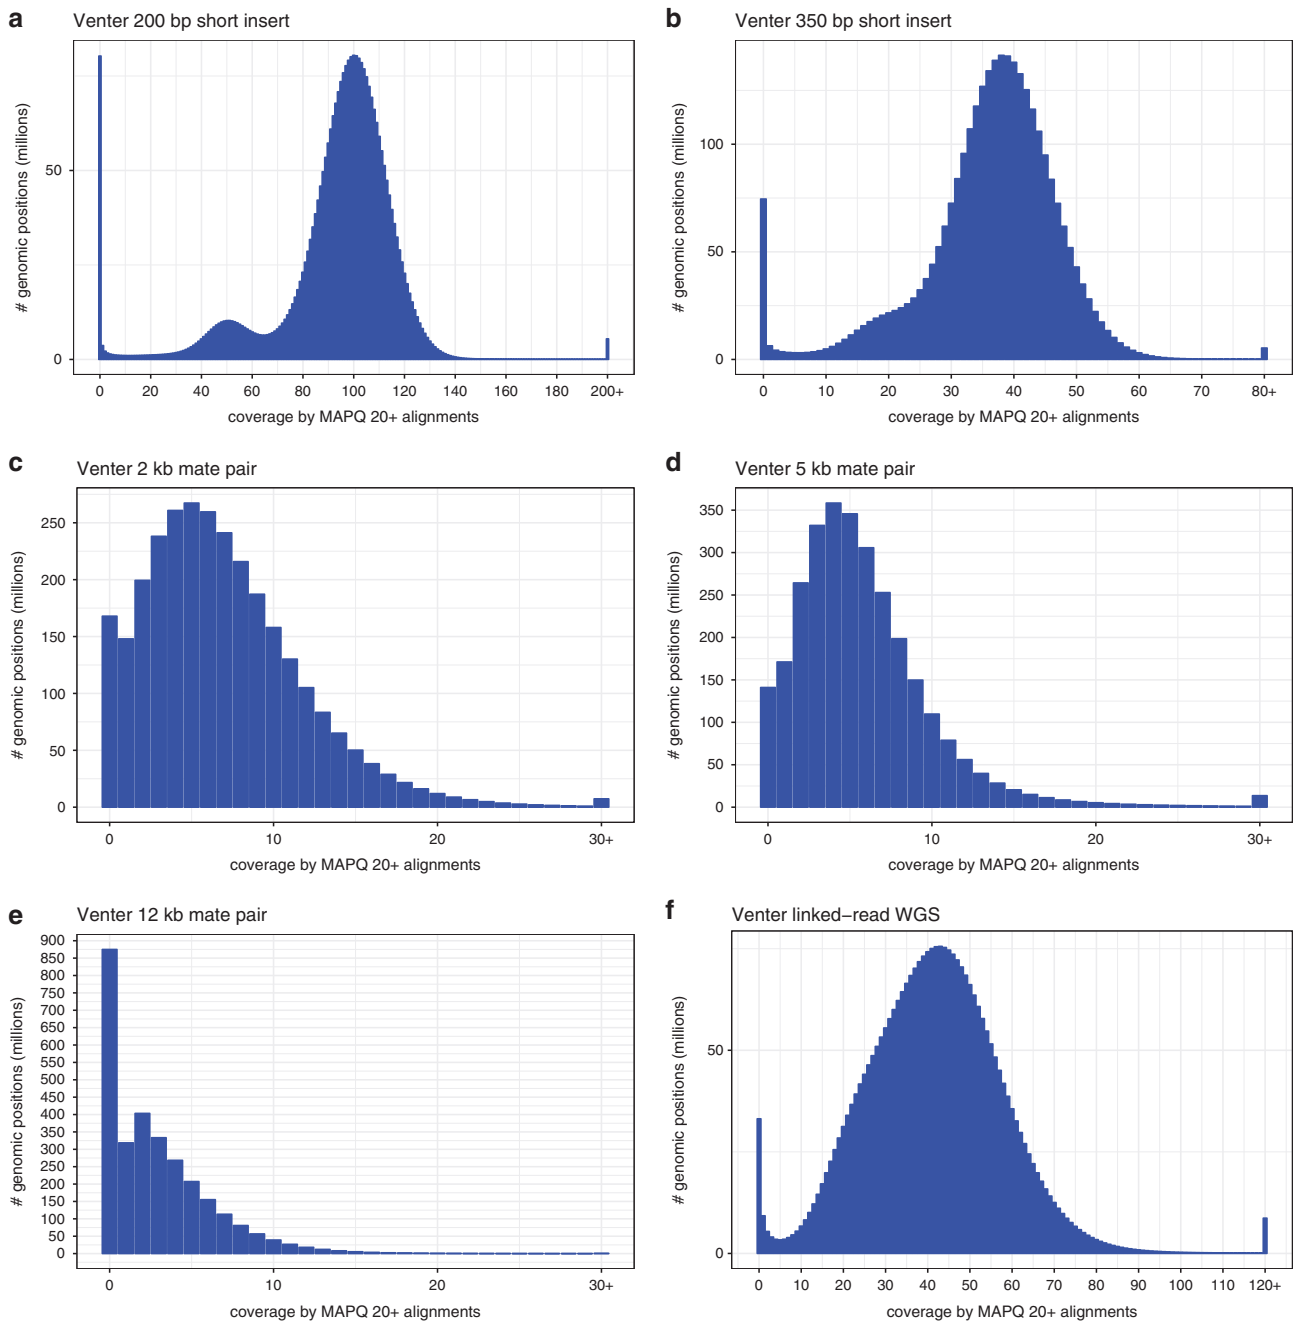 a Venter 200 bp short insert
# genomic positions (millions)
50
0
0 20 40 60 80 100 120 140 160 180 200+
coverage by MAPQ 20+ alignments
b Venter 350 bp short insert
# genomic positions (millions)
100
50
0
0 10 20 30 40 50 60 70 80+
coverage by MAPQ 20+ alignments
c Venter 2 kb mate pair
# genomic positions (millions)
250
200
150
100
50
0
0 10 20 30+
coverage by MAPQ 20+ alignments
d Venter 5 kb mate pair
# genomic positions (millions)
350
300
250
200
150
100
50
0
0 10 20 30+
coverage by MAPQ 20+ alignments
e Venter 12 kb mate pair
# genomic positions (millions)
900
850
800
750
700
650
600
550
500
450
400
350
300
250
200
150
100
50
0
0 10 20 30+
coverage by MAPQ 20+ alignments
f Venter linked−read WGS
# genomic positions (millions)
50
0
0 10 20 30 40 50 60 70 80 90 100 110 120+
coverage by MAPQ 20+ alignments